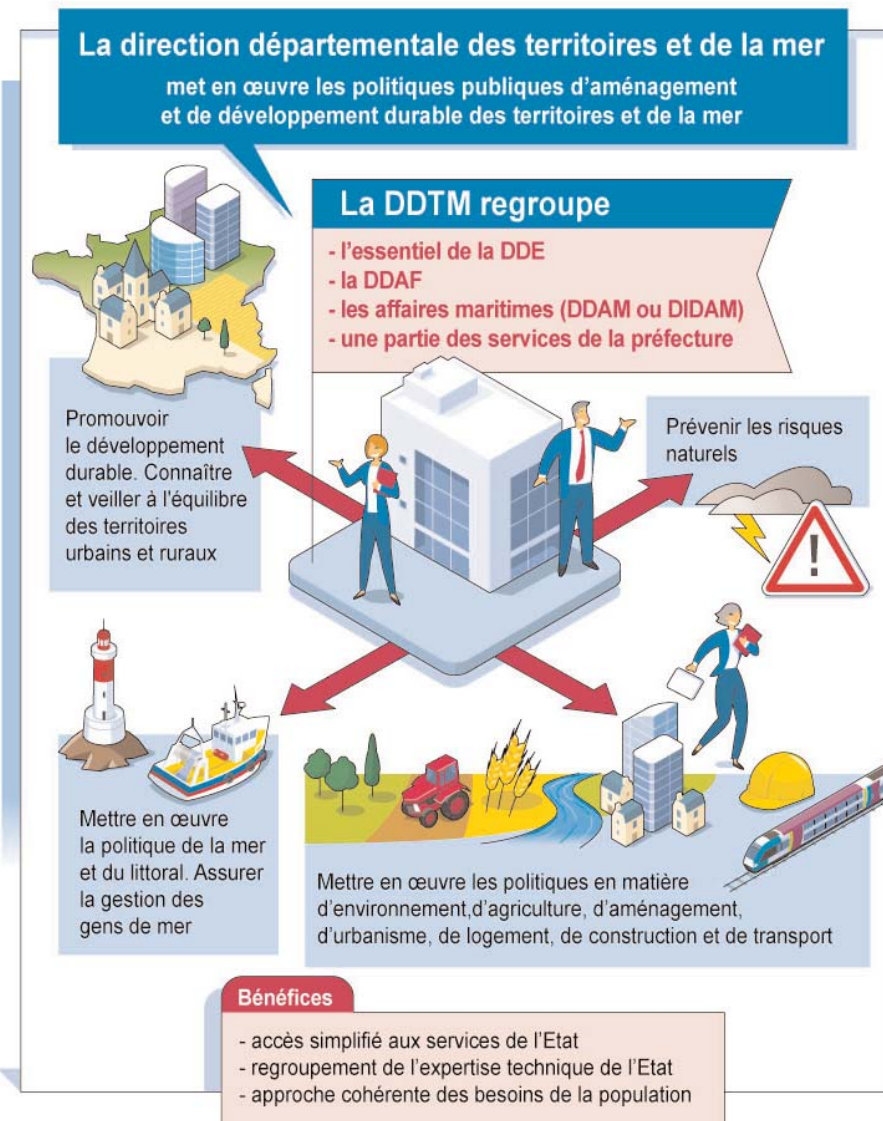 La direction départementale des territoires et de la mer
met en œuvre les politiques publiques d'aménagement
et de développement durable des territoires et de la mer
La DDTM regroupe
- l'essentiel de la DDE
- la DDAF
- les affaires maritimes (DDAM ou DIDAM)
- une partie des services de la préfecture
Promouvoir
le développement
durable. Connaître
et veiller à l'équilibre
des territoires
urbains et ruraux
Prévenir les risques
naturels
!
Mettre en œuvre
la politique de la mer
et du littoral. Assurer
la gestion des
gens de mer
Mettre en œuvre les politiques en matière
d'environnement,d'agriculture, d'aménagement,
d'urbanisme, de logement, de construction et de transport
Bénéfices
- accès simplifié aux services de l'Etat
- regroupement de l'expertise technique de l'Etat
- approche cohérente des besoins de la population